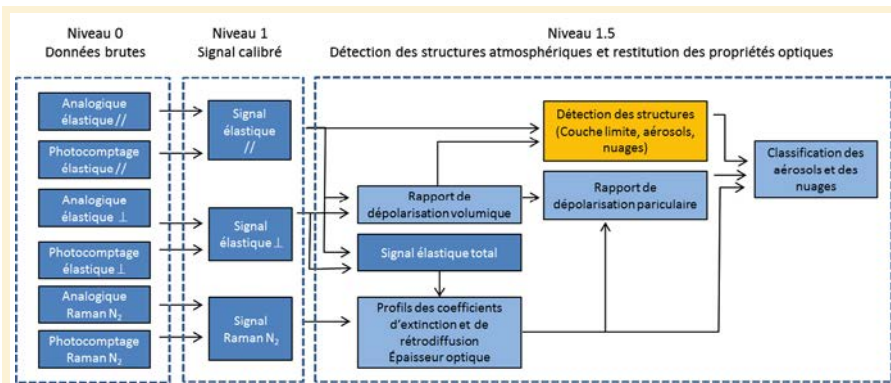 Niveau 0
Données brutes
Niveau 1
Signal calibré
Niveau 1.5
Détection des structures atmosphériques et restitution des propriétés optiques
Analogique
élastique //
Photocomptage
élastique //
Analogique
élastique ⊥
Photocomptage
élastique ⊥
Analogique
Raman N₂
Photocomptage
Raman N₂
Signal
élastique
//
Signal
élastique ⊥
Signal
Raman N₂
Rapport de
dépolarisation volumique
Signal élastique total
Profils des coefficients
d'extinction et de
rétrodiffusion
Épaisseur optique
Détection des structures
(Couche limite, aérosols,
nuages)
Rapport de
dépolarisation pariculaire
Classification des
aérosols et des
nuages